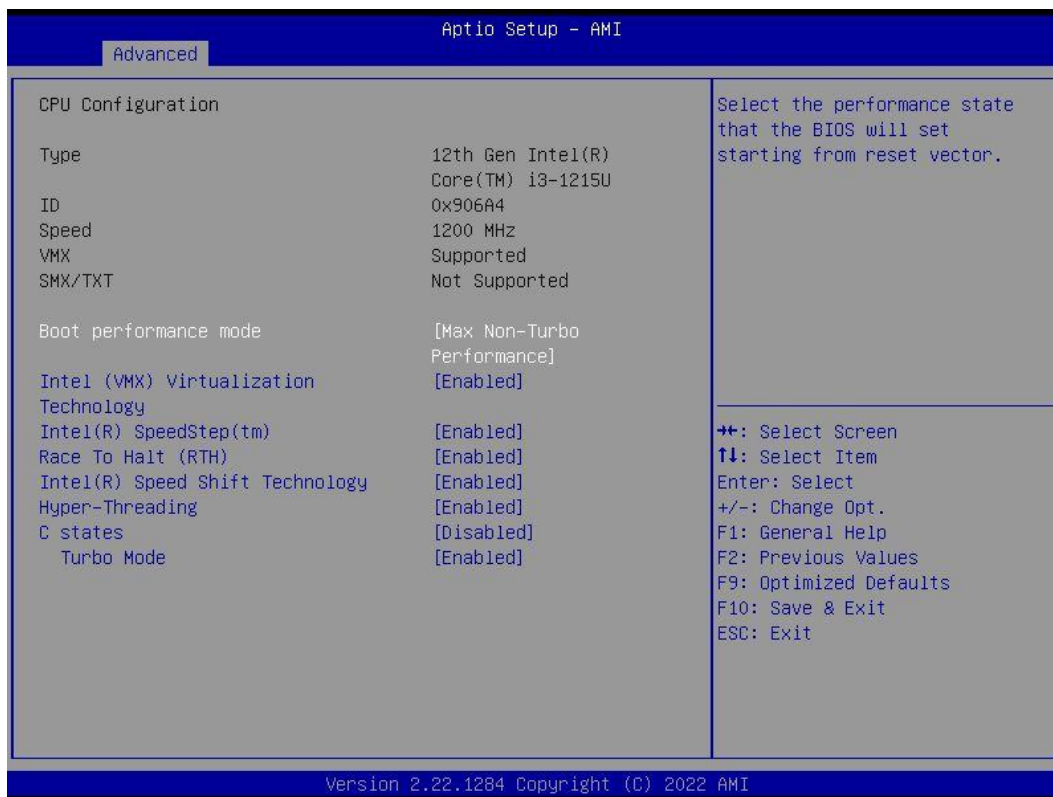 Aptio Setup – AMI
Advanced
CPU Configuration
Type 12th Gen Intel(R)
Core(TM) i3-1215U
ID 0x906A4
Speed 1200 MHz
VMX Supported
SMX/TXT Not Supported
Boot performance mode [Max Non-Turbo
Performance]
Intel (VMX) Virtualization [Enabled]
Technology
Intel(R) SpeedStep(tm) [Enabled]
Race To Halt (RTH) [Enabled]
Intel(R) Speed Shift Technology [Enabled]
Hyper-Threading [Enabled]
C states [Disabled]
Turbo Mode [Enabled]
Select the performance state
that the BIOS will set
starting from reset vector.
→←: Select Screen
↑↓: Select Item
Enter: Select
+/-: Change Opt.
F1: General Help
F2: Previous Values
F9: Optimized Defaults
F10: Save & Exit
ESC: Exit
Version 2.22.1284 Copyright (C) 2022 AMI